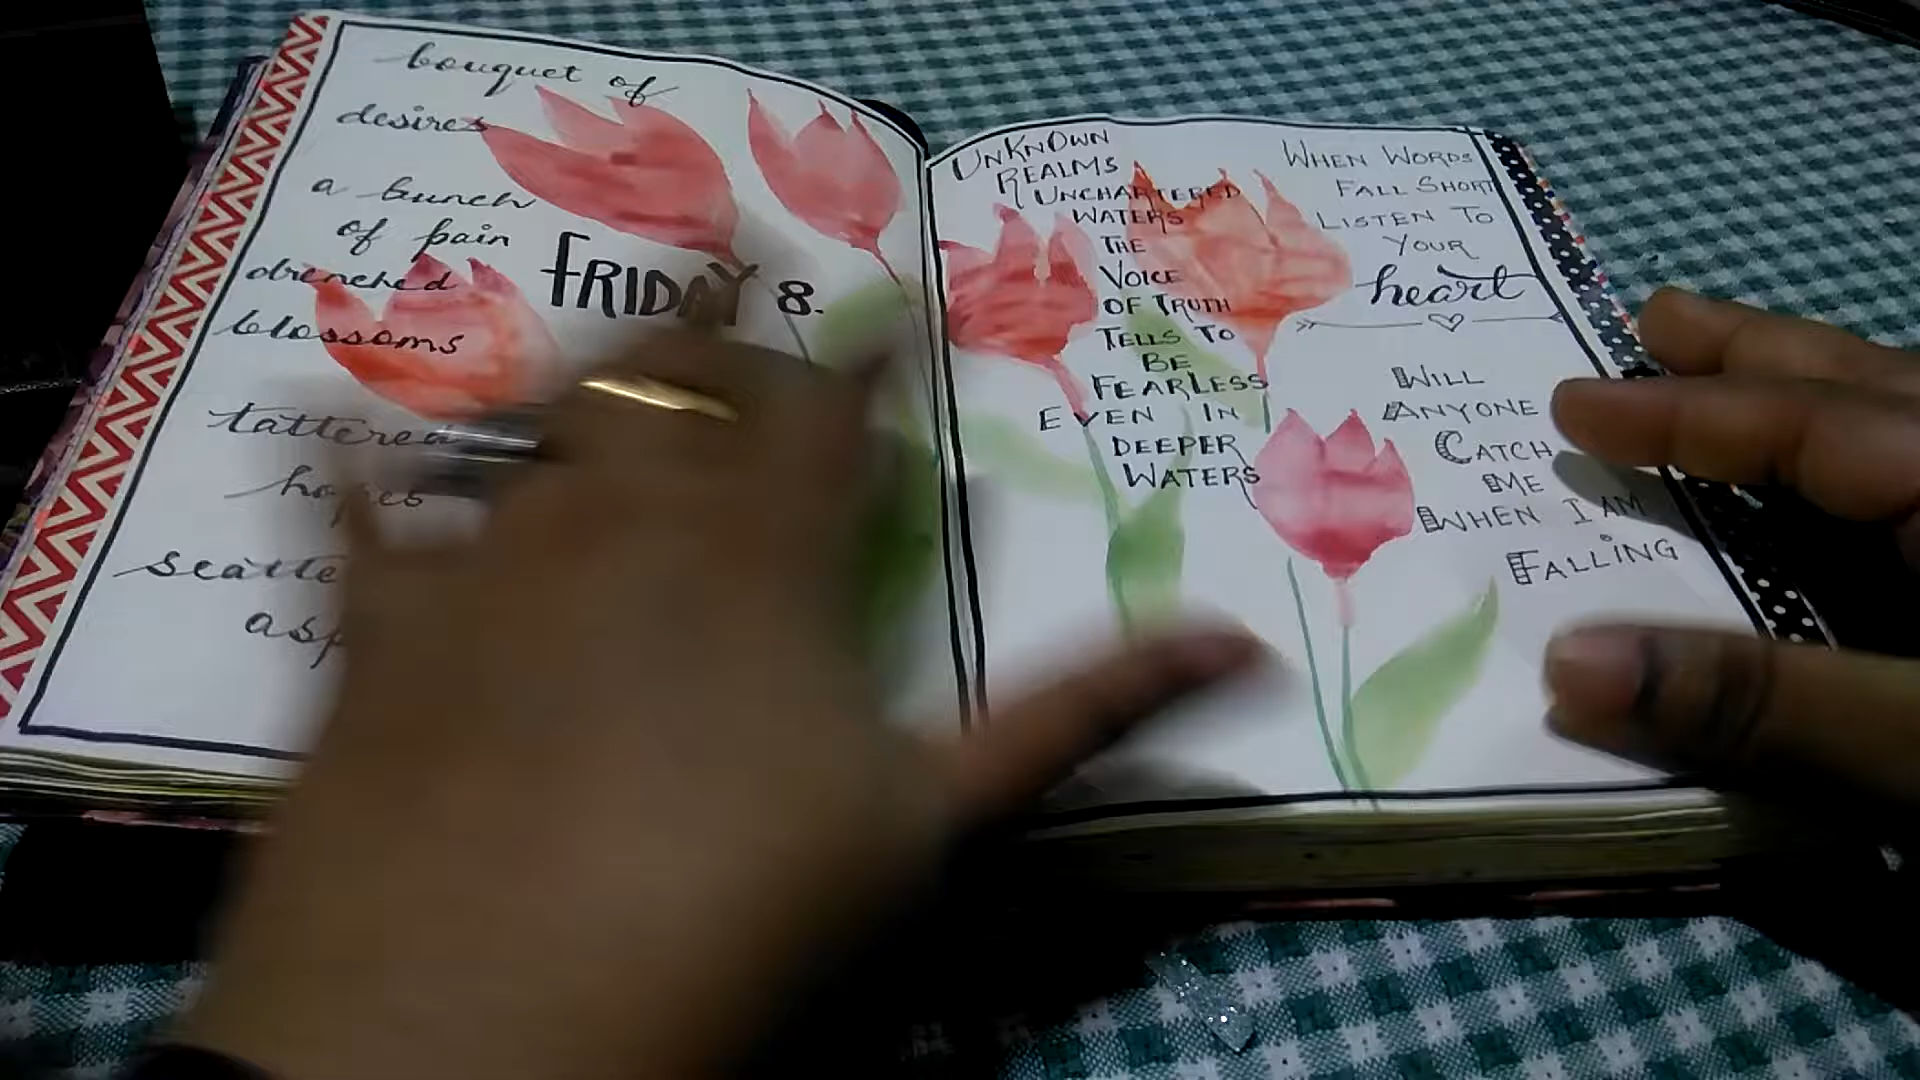 bouquet of
desires
a bunch
of pain
drenched
blossoms
tattered
hopes
FRIDAY 8.
UNKNOWN
REALMS
UNCHARTERED
WATERS
THE
VOICE
OF TRUTH
TELLS TO
BE
FEARLESS
EVEN IN
DEEPER
WATERS
WHEN WORDS
FALL SHORT
LISTEN TO
YOUR
heart
WILL
ANYONE
CATCH
ME
WHEN I AM
FALLING